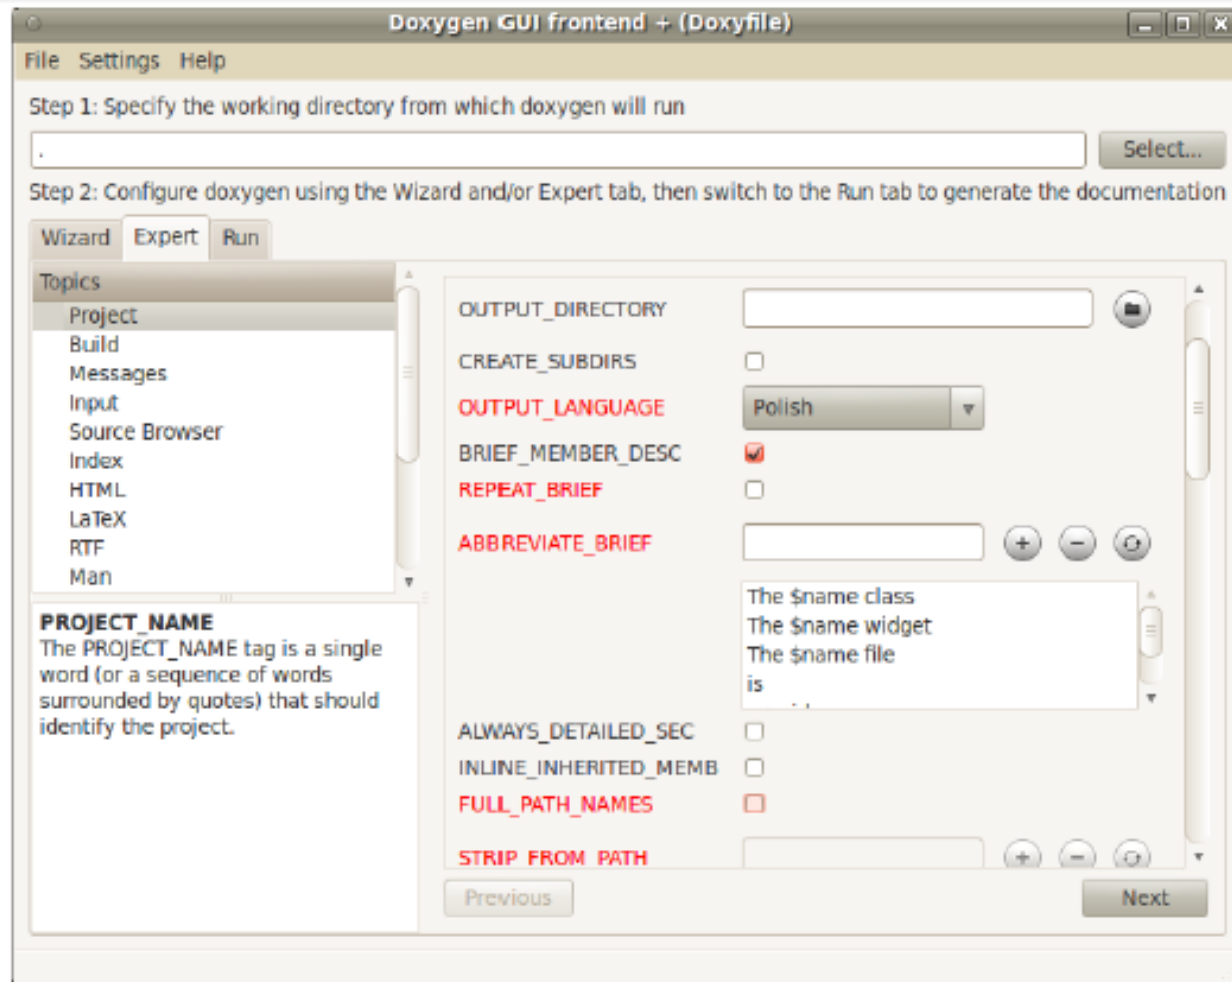 Doxygen GUI frontend + (Doxyfile)
File Settings Help
Step 1: Specify the working directory from which doxygen will run
.
Select...
Step 2: Configure doxygen using the Wizard and/or Expert tab, then switch to the Run tab to generate the documentation
Wizard Expert Run
Topics
Project
Build
Messages
Input
Source Browser
Index
HTML
LaTeX
RTF
Man
PROJECT_NAME
The PROJECT_NAME tag is a single
word (or a sequence of words
surrounded by quotes) that should
identify the project.
OUTPUT_DIRECTORY
CREATE_SUBDIRS
OUTPUT_LANGUAGE Polish
BRIEF_MEMBER_DESC
REPEAT_BRIEF
ABBREVIATE_BRIEF
The $name class
The $name widget
The $name file
is
ALWAYS_DETAILED_SEC
INLINE_INHERITED_MEMB
FULL_PATH_NAMES
STRIP_FROM_PATH
Previous Next